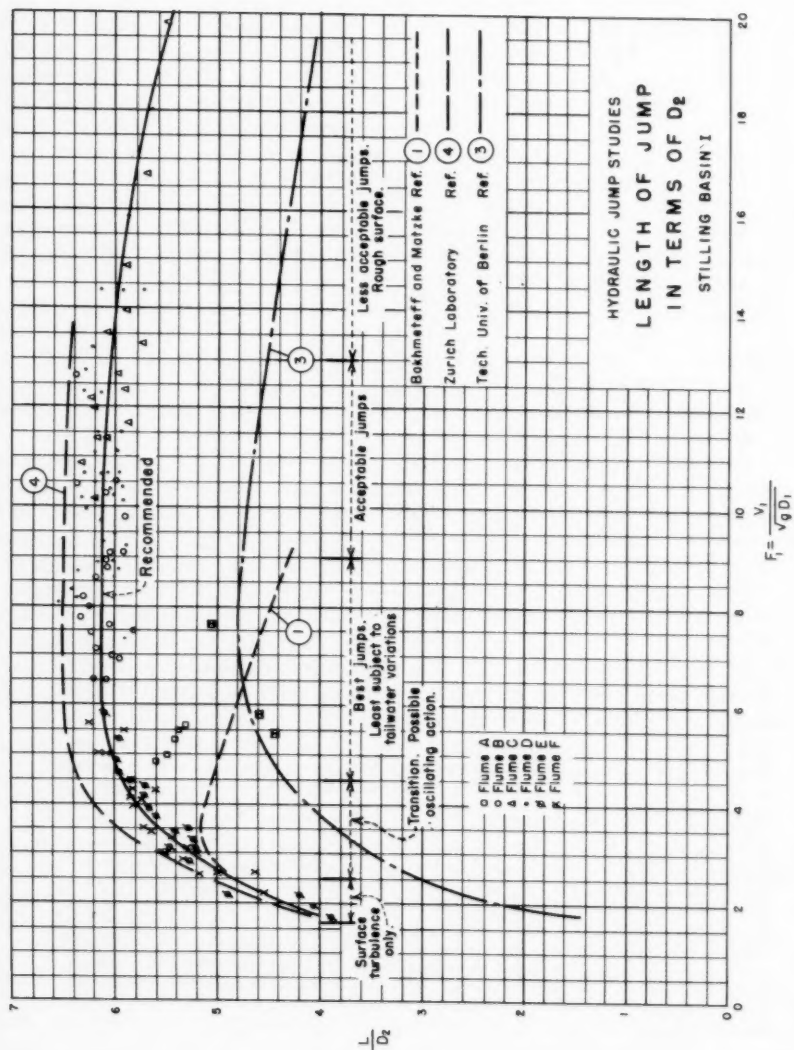 7
6
5
4
3
2
1
0
L
D2
0
2
4
6
8
10
12
14
16
18
20
F1 = V1
√g D1
4
Recommended
1
3
Surface
turbulence
only.
Transition. Possible
oscillating action.
Best jumps.
Least subject to
tailwater variations
Acceptable jumps
Less acceptable jumps.
Rough surface.
Bakhmeteff and Matzke Ref. 1
Zurich Laboratory Ref. 4
Tech. Univ. of Berlin Ref. 3
Flume A
Flume B
Flume C
Flume D
Flume E
Flume F
HYDRAULIC JUMP STUDIES
LENGTH OF JUMP
IN TERMS OF D2
STILLING BASIN I